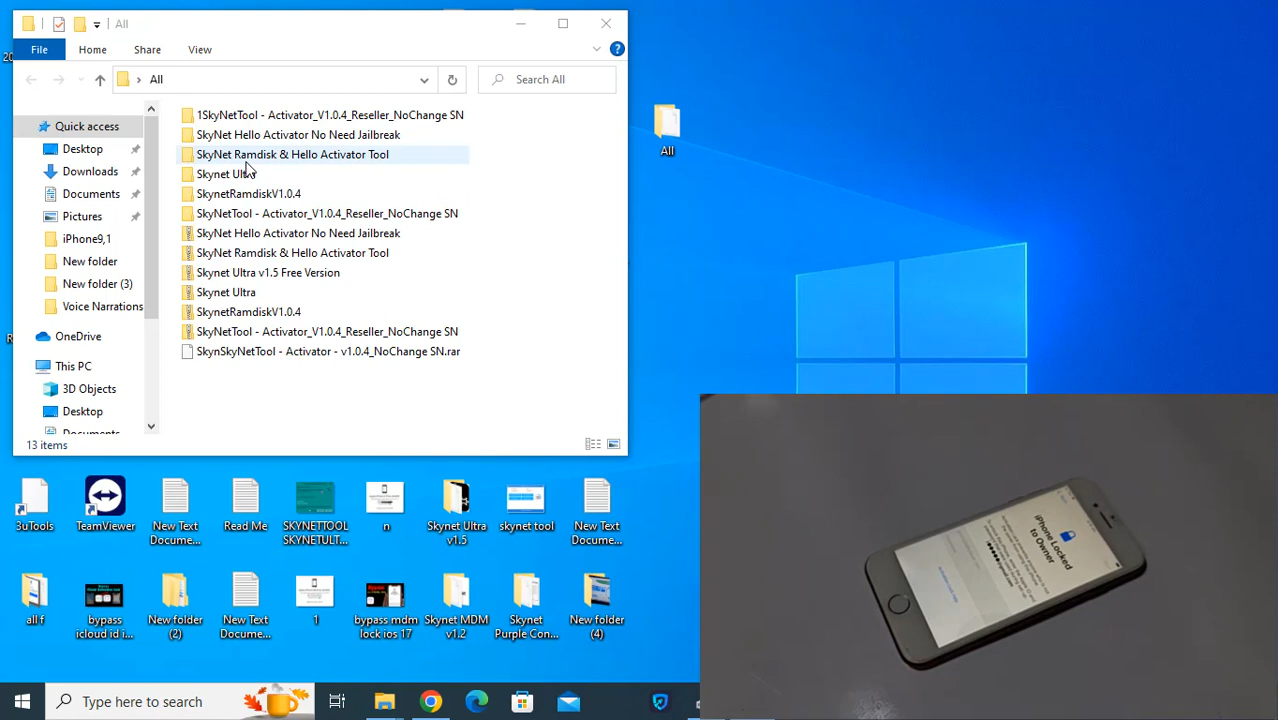 All
File
Home
Share
View
All
Search All
Quick access
Desktop
Downloads
Documents
Pictures
iPhone9,1
New folder
New folder (3)
Voice Narrations
OneDrive
This PC
3D Objects
Desktop
Documents
1SkyNetTool - Activator_V1.0.4_Reseller_NoChange SN
SkyNet Hello Activator No Need Jailbreak
SkyNet Ramdisk & Hello Activator Tool
Skynet Ultra
SkynetRamdiskV1.0.4
SkyNetTool - Activator_V1.0.4_Reseller_NoChange SN
SkyNet Hello Activator No Need Jailbreak
SkyNet Ramdisk & Hello Activator Tool
Skynet Ultra v1.5 Free Version
Skynet Ultra
SkynetRamdiskV1.0.4
SkyNetTool - Activator_V1.0.4_Reseller_NoChange SN
SkynSkyNetTool - Activator - v1.0.4_NoChange SN.rar
13 items
All
3uTools
TeamViewer
New Text
Docume...
Read Me
SKYNETTOOL
SKYNETULT...
n
Skynet Ultra
v1.5
skynet tool
New Text
Docume...
all f
bypass
icloud id i...
New folder
(2)
New Text
Docume...
1
bypass mdm
lock ios 17
Skynet MDM
v1.2
Skynet
Purple Con...
New folder
(4)
iPhone Locked
to Owner
Type here to search